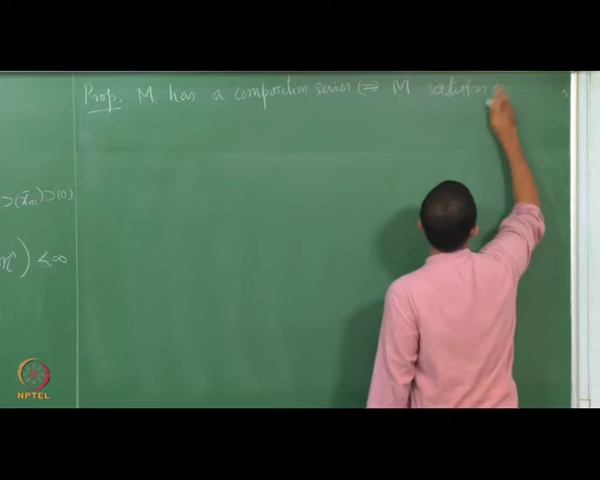 Prop. M has a composition series ⇔ M satisfies
⊃(x̄ₙ)⊃(0)
) < ∞
NPTEL